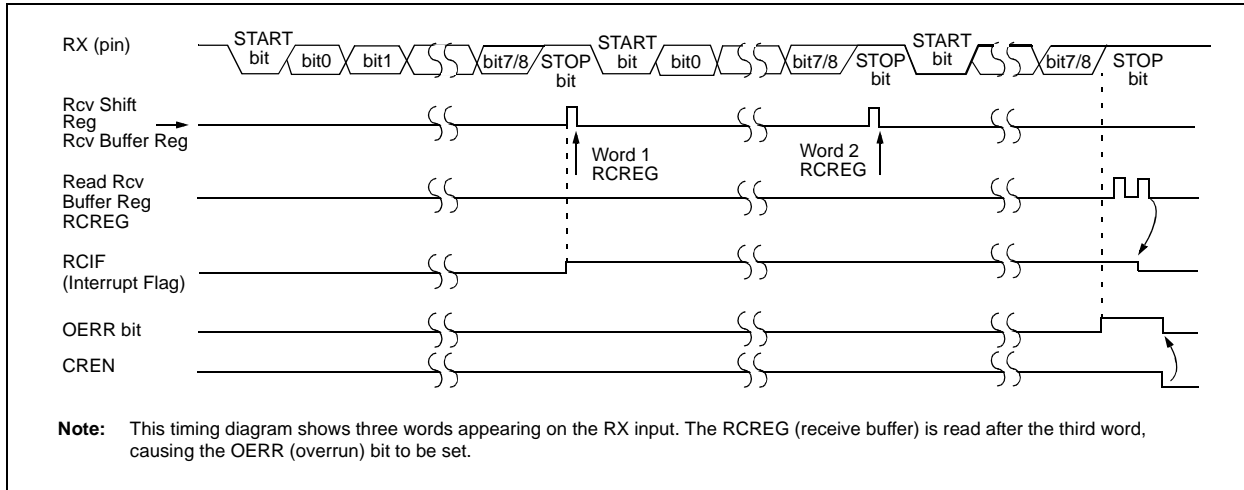 RX (pin)
START bit
bit0
bit1
bit7/8
STOP bit
START bit
bit0
bit7/8
STOP bit
START bit
bit7/8
STOP bit
Rcv Shift
Reg
Rcv Buffer Reg
Word 1
RCREG
Word 2
RCREG
Read Rcv
Buffer Reg
RCREG
RCIF
(Interrupt Flag)
OERR bit
CREN
Note: This timing diagram shows three words appearing on the RX input. The RCREG (receive buffer) is read after the third word,
causing the OERR (overrun) bit to be set.